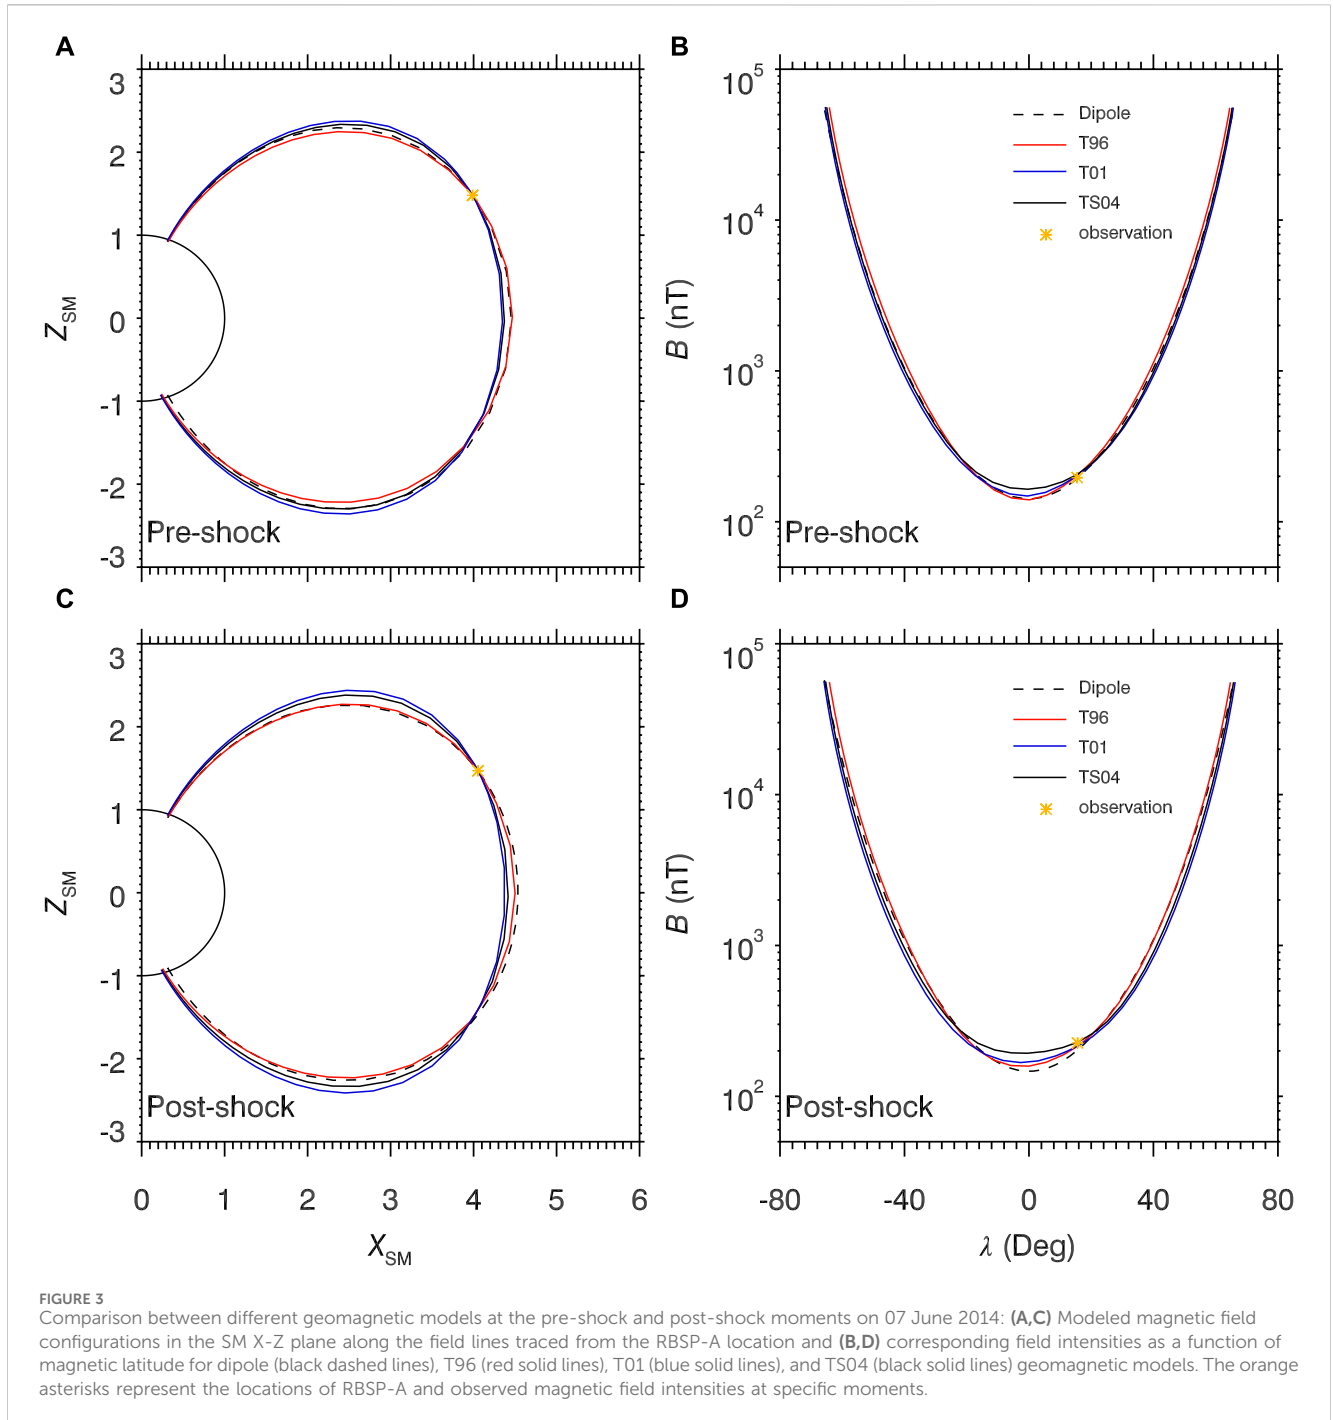 A
B
3
2
1
0
-1
-2
-3
Z_SM
Pre-shock
10^5
10^4
10^3
10^2
B (nT)
Dipole
T96
T01
TS04
observation
Pre-shock
C
D
3
2
1
0
-1
-2
-3
Z_SM
Post-shock
0 1 2 3 4 5 6
X_SM
10^5
10^4
10^3
10^2
B (nT)
Dipole
T96
T01
TS04
observation
Post-shock
-80 -40 0 40 80
λ (Deg)
FIGURE 3
Comparison between different geomagnetic models at the pre-shock and post-shock moments on 07 June 2014: (A,C) Modeled magnetic field
configurations in the SM X-Z plane along the field lines traced from the RBSP-A location and (B,D) corresponding field intensities as a function of
magnetic latitude for dipole (black dashed lines), T96 (red solid lines), T01 (blue solid lines), and TS04 (black solid lines) geomagnetic models. The orange
asterisks represent the locations of RBSP-A and observed magnetic field intensities at specific moments.